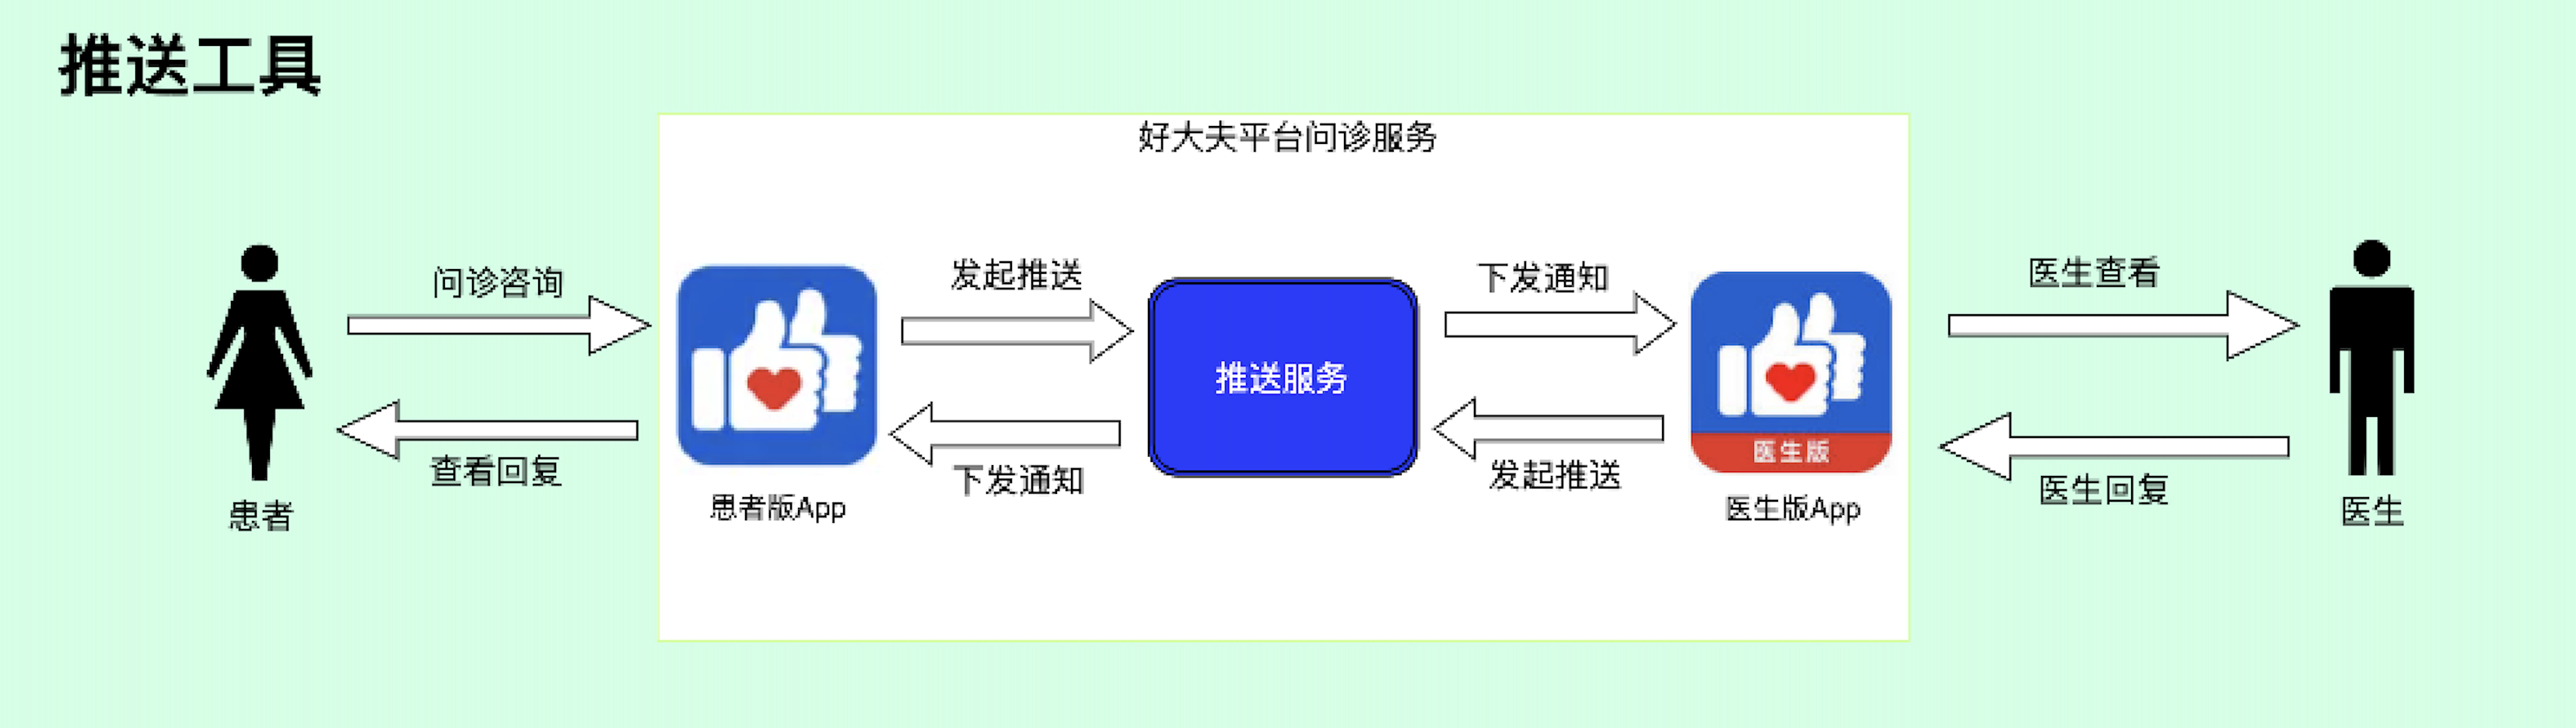 推送工具
好大夫平台问诊服务
问诊咨询
发起推送
下发通知
医生查看
推送服务
医生版
查看回复
下发通知
发起推送
医生回复
患者
患者版App
医生版App
医生